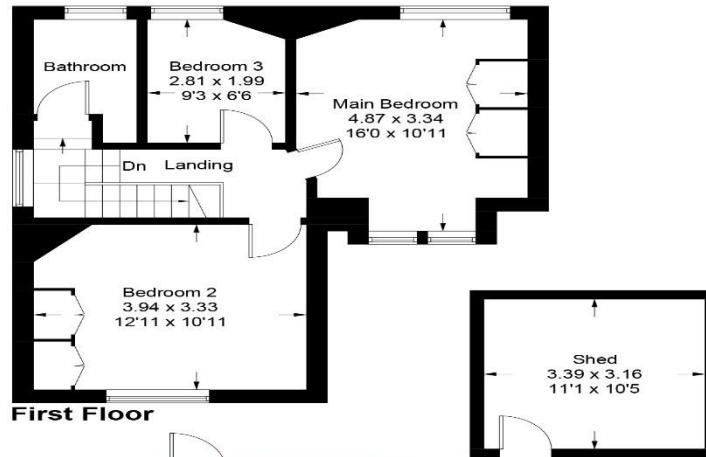 Bathroom
Bedroom 3
2.81 x 1.99
9'3 x 6'6
Main Bedroom
4.87 x 3.34
16'0 x 10'11
Dn
Landing
Bedroom 2
3.94 x 3.33
12'11 x 10'11
First Floor
Shed
3.39 x 3.16
11'1 x 10'5